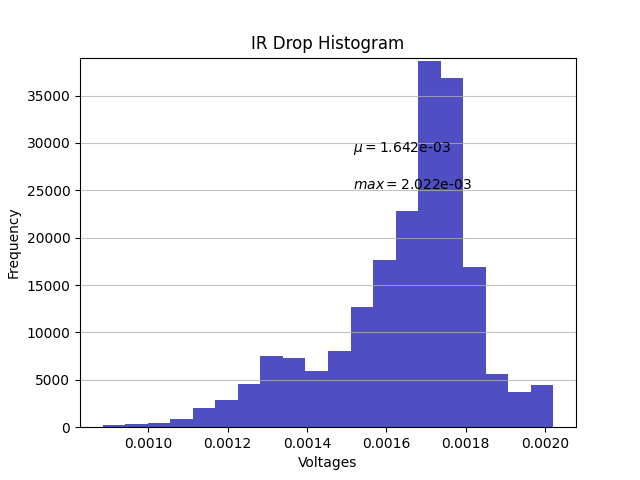 IR Drop Histogram
35000
30000
25000
20000
15000
10000
5000
0
Frequency
μ = 1.642e-03
max = 2.022e-03
0.0010 0.0012 0.0014 0.0016 0.0018 0.0020
Voltages